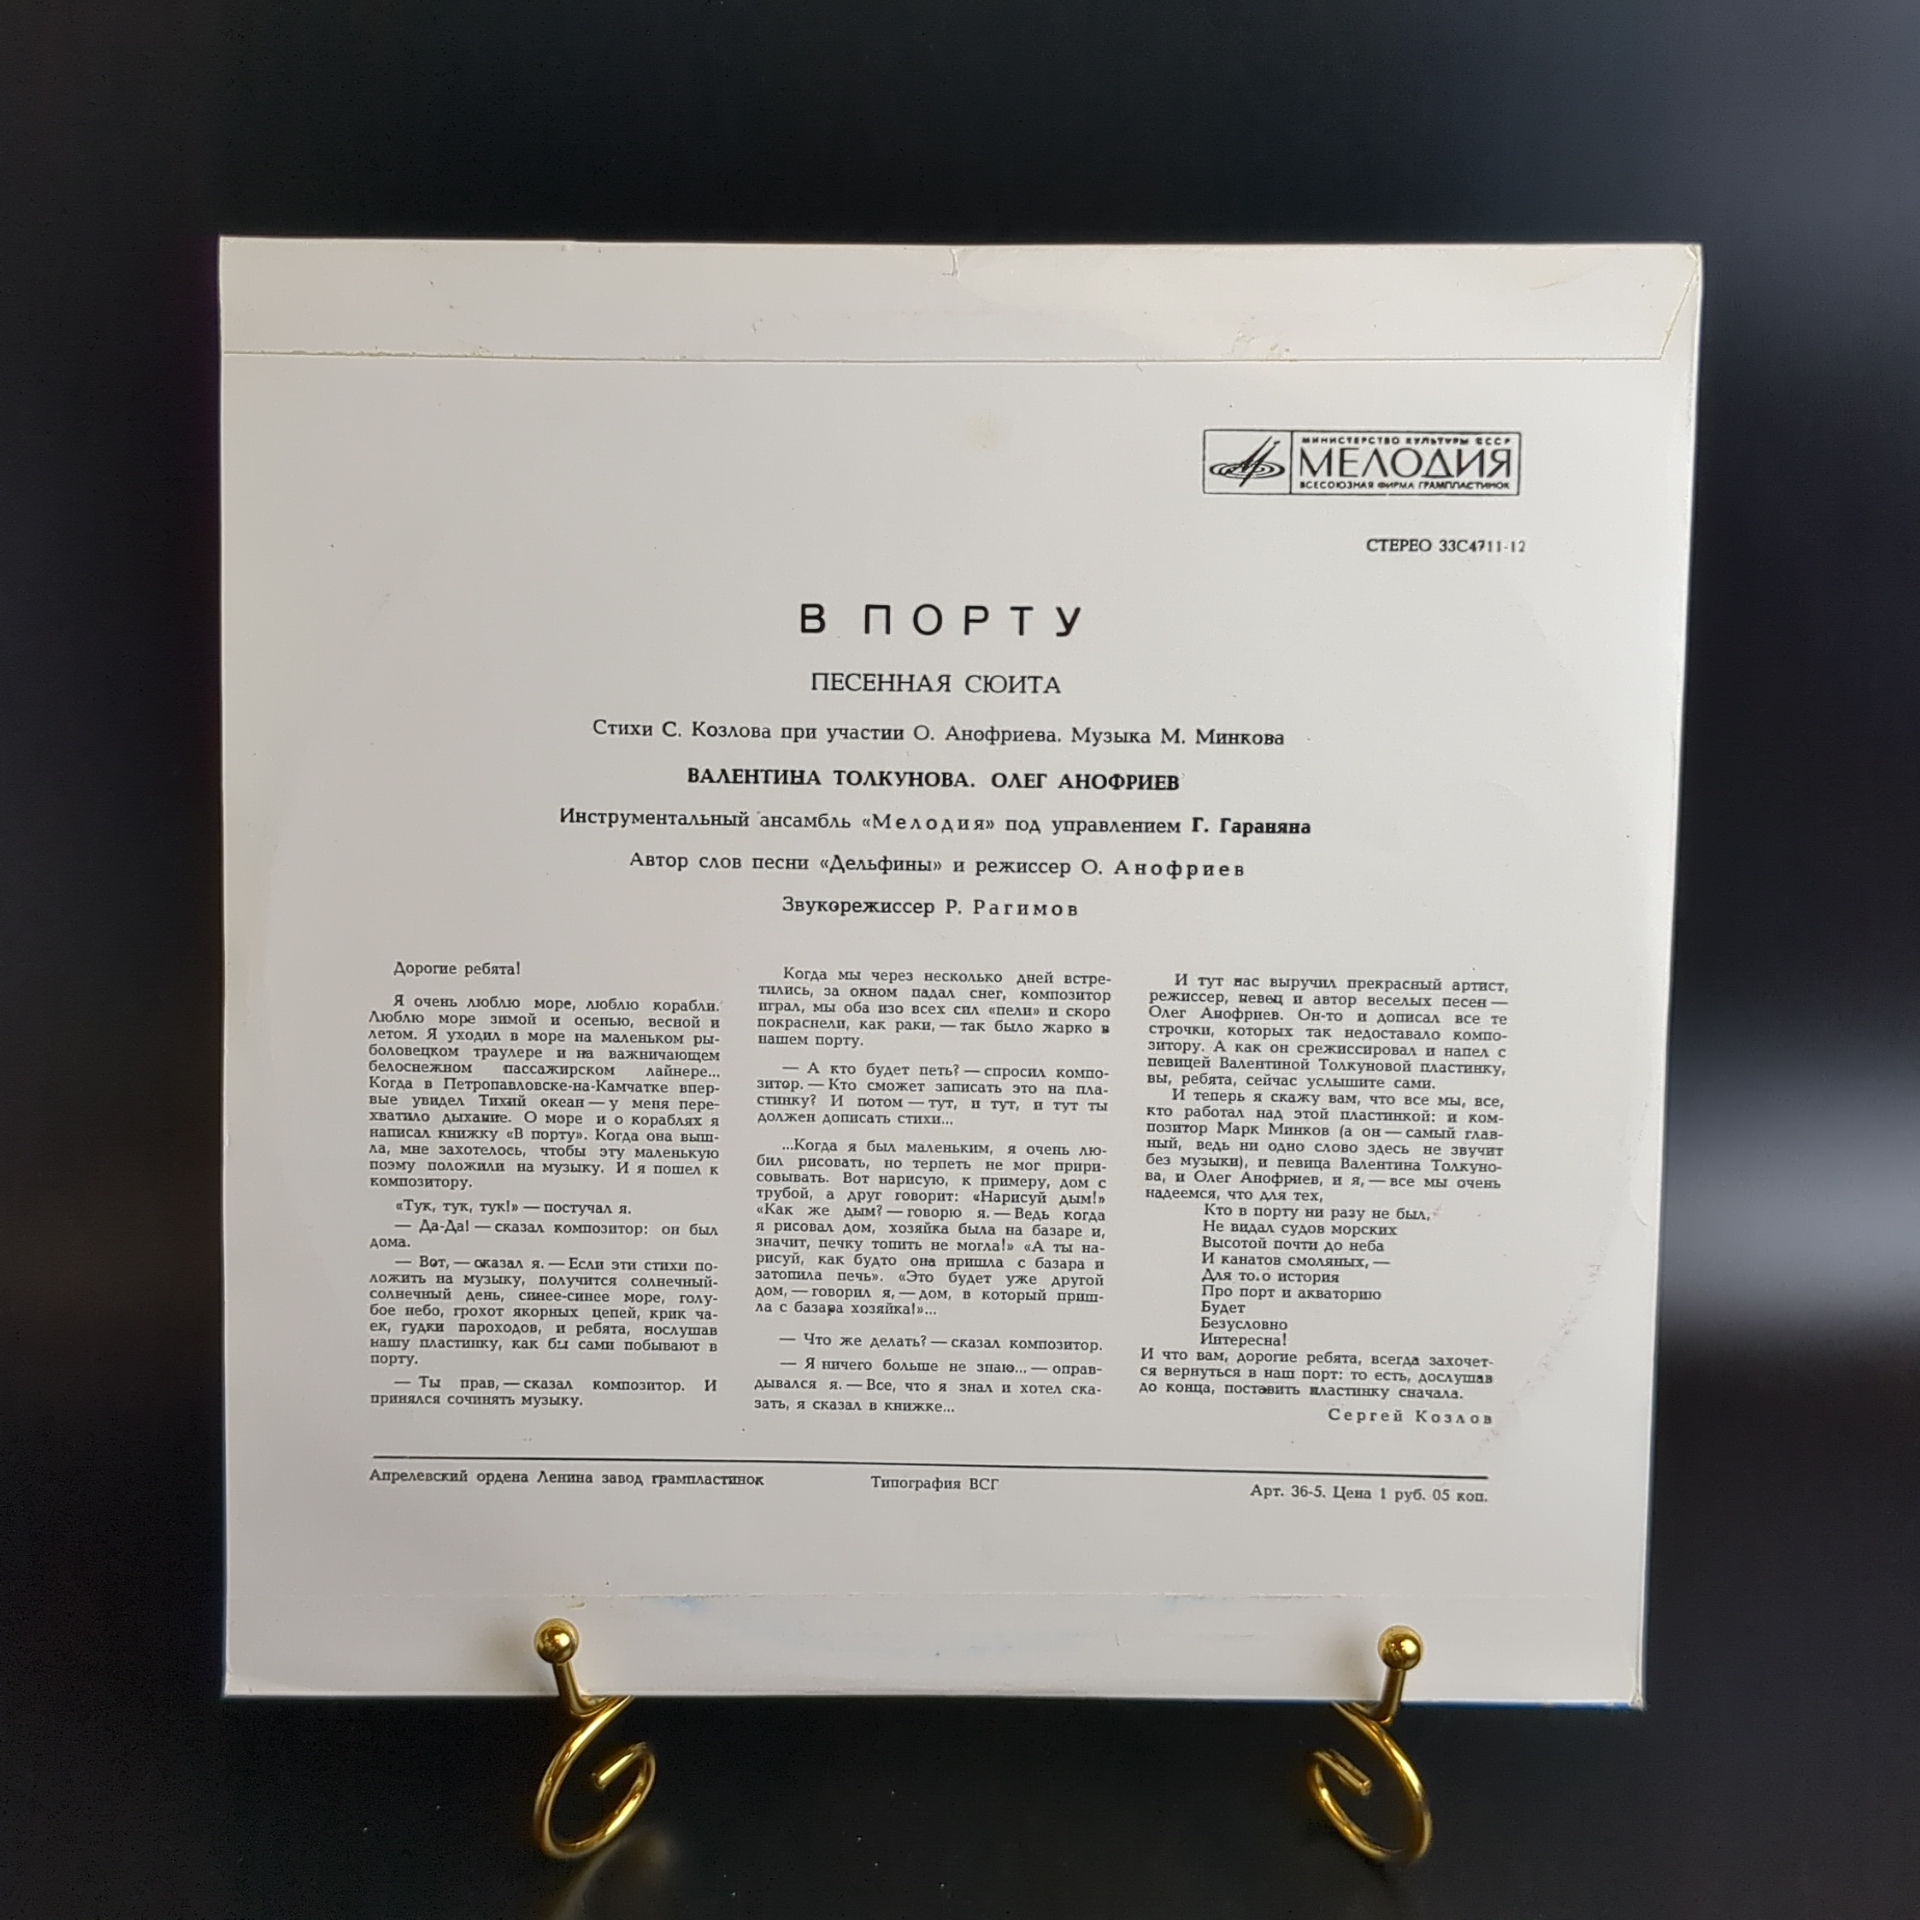 МИНИСТЕРСТВО КУЛЬТУРЫ СССР
МЕЛОДИЯ
ВСЕСОЮЗНАЯ ФИРМА ГРАМПЛАСТИНОК
СТЕРЕО 33С4711-12
В ПОРТУ
ПЕСЕННАЯ СЮИТА
Стихи С. Козлова при участии О. Анофриева. Музыка М. Минкова
ВАЛЕНТИНА ТОЛКУНОВА. ОЛЕГ АНОФРИЕВ
Инструментальный ансамбль «Мелодия» под управлением Г. Гараняна
Автор слов песни «Дельфины» и режиссер О. Анофриев
Звукорежиссер Р. Рагимов
Дорогие ребята!
Я очень люблю море, люблю корабли.
Люблю море зимой и осенью, весной и
летом. Я уходил в море на маленьком ры-
боловецком траулере и на важничающем
белоснежном пассажирском лайнере...
Когда в Петропавловске-на-Камчатке впер-
вые увидел Тихий океан — у меня пере-
хватило дыхание. О море и о кораблях я
написал книжку «В порту». Когда она выш-
ла, мне захотелось, чтобы эту маленькую
поэму положили на музыку. И я пошел к
композитору.
«Тук, тук, тук!» — постучал я.
— Да-Да! — сказал композитор: он был
дома.
— Вот, — сказал я. — Если эти стихи по-
ложить на музыку, получится солнечный-
солнечный день, синее-синее море, голу-
бое небо, грохот якорных цепей, крик ча-
ек, гудки пароходов, и ребята, послушав
нашу пластинку, как бы сами побывают в
порту.
— Ты прав, — сказал композитор. И
принялся сочинять музыку.
Когда мы через несколько дней встре-
тились, за окном падал снег, композитор
играл, мы оба изо всех сил «пели» и скоро
покраснели, как раки, — так было жарко в
нашем порту.
— А кто будет петь? — спросил компо-
зитор. — Кто сможет записать это на пла-
стинку? И потом — тут, и тут, и тут ты
должен дописать стихи...
...Когда я был маленьким, я очень лю-
бил рисовать, но терпеть не мог прири-
совывать. Вот нарисую, к примеру, дом с
трубой, а друг говорит: «Нарисуй дым!»
«Как же дым? — говорю я. — Ведь когда
я рисовал дом, хозяйка была на базаре и,
значит, печку топить не могла!» «А ты на-
рисуй, как будто она пришла с базара и
затопила печь». «Это будет уже другой
дом, — говорил я, — дом, в который приш-
ла с базара хозяйка!»...
— Что же делать? — сказал композитор.
— Я ничего больше не знаю... — оправ-
дывался я. — Все, что я знал и хотел ска-
зать, я сказал в книжке...
И тут нас выручил прекрасный артист,
режиссер, певец и автор веселых песен —
Олег Анофриев. Он-то и дописал все те
строчки, которых так недоставало компо-
зитору. А как он срежиссировал и напел с
певицей Валентиной Толкуновой пластинку,
вы, ребята, сейчас услышите сами.
И теперь я скажу вам, что все мы, все,
кто работал над этой пластинкой: и ком-
позитор Марк Минков (а он — самый глав-
ный, ведь ни одно слово здесь не звучит
без музыки), и певица Валентина Толкуно-
ва, и Олег Анофриев, и я, — все мы очень
надеемся, что для тех,
Кто в порту ни разу не был,
Не видал судов морских
Высотой почти до неба
И канатов смоляных, —
Для то.о история
Про порт и акваторию
Будет
Безусловно
Интересна!
И что вам, дорогие ребята, всегда захочет-
ся вернуться в наш порт: то есть, дослушав
до конца, поставить пластинку сначала.
Сергей Козлов
Апрелевский ордена Ленина завод грампластинок
Типография ВСГ
Арт. 36-5. Цена 1 руб. 05 коп.